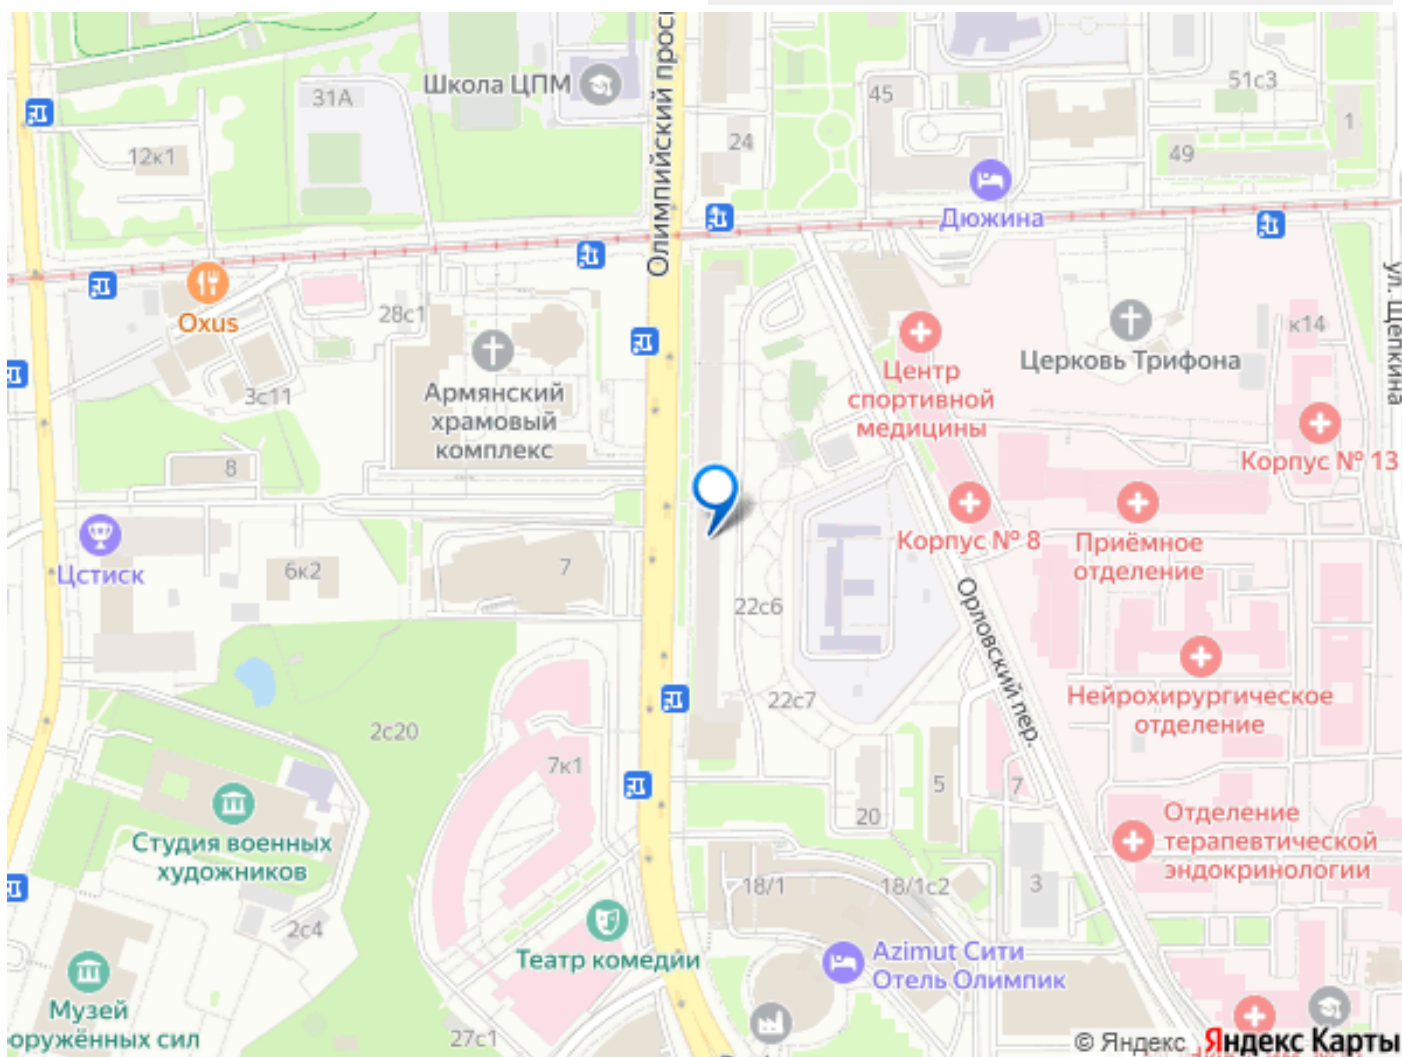 Школа ЦПМ
31А
12к1
45
24
51с3
1
49
Олимпийский прос
Дюжина
ул. Щепкина
Oxus
28с1
3с11
8
Армянский
храмовый
комплекс
Центр
спортивной
медицины
Церковь Трифона
к14
Корпус № 13
Корпус № 8
Приёмное
отделение
Цстиск
6к2
7
22с6
22с7
Орловский пер.
Нейрохирургическое
отделение
2с20
7к1
5
7
20
Студия военных
художников
Отделение
терапевтической
эндокринологии
18/1
18/1с2
3
2с4
Театр комедии
Azimut Сити
Отель Олимпик
Музей
оружённых сил
27с1
© Яндекс Яндекс Карты